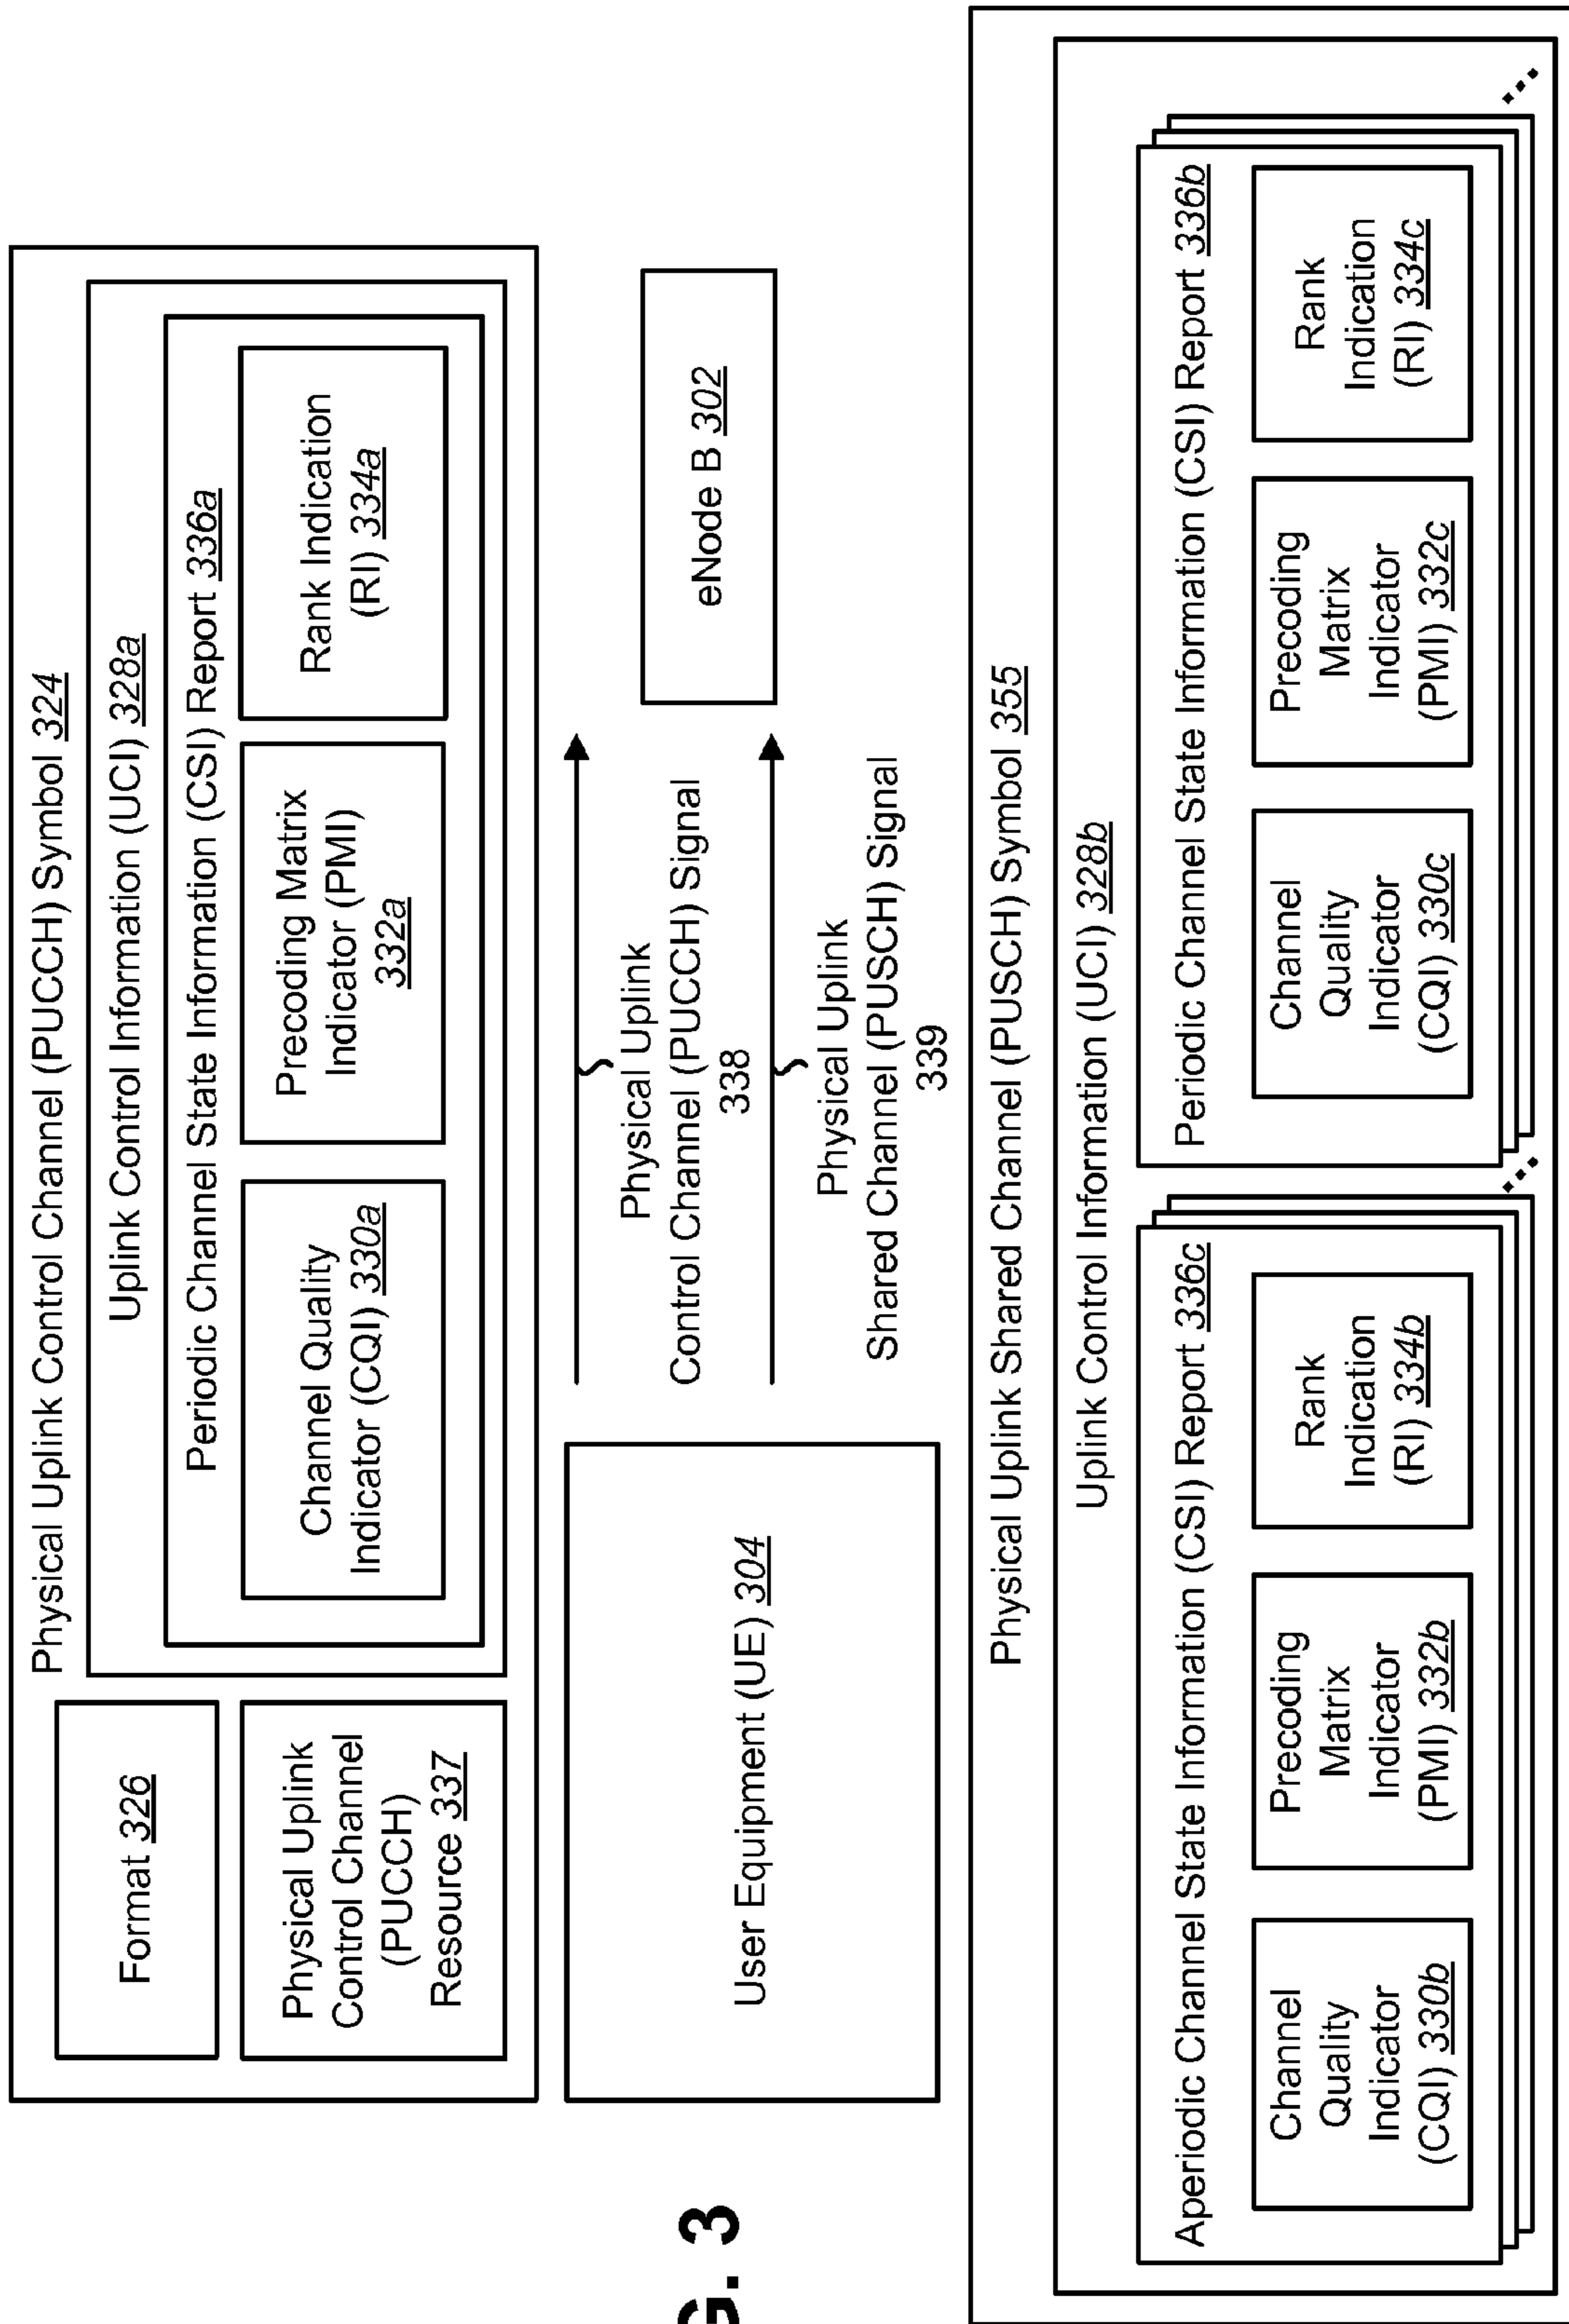 Physical Uplink Control Channel (PUCCH) Symbol 324
Format 326
Physical Uplink
Control Channel
(PUCCH)
Resource 337
Uplink Control Information (UCI) 328a
Periodic Channel State Information (CSI) Report 336a
Channel Quality
Indicator (CQI) 330a
Precoding Matrix
Indicator (PMI)
332a
Rank Indication
(RI) 334a
User Equipment (UE) 304
Physical Uplink
Control Channel (PUCCH) Signal
338
Physical Uplink
Shared Channel (PUSCH) Signal
339
eNode B 302
Physical Uplink Shared Channel (PUSCH) Symbol 355
Uplink Control Information (UCI) 328b
Aperiodic Channel State Information (CSI) Report 336c
Channel
Quality
Indicator
(CQI) 330b
Precoding
Matrix
Indicator
(PMI) 332b
Rank
Indication
(RI) 334b
Periodic Channel State Information (CSI) Report 336b
Channel
Quality
Indicator
(CQI) 330c
Precoding
Matrix
Indicator
(PMI) 332c
Rank
Indication
(RI) 334c
G. 3